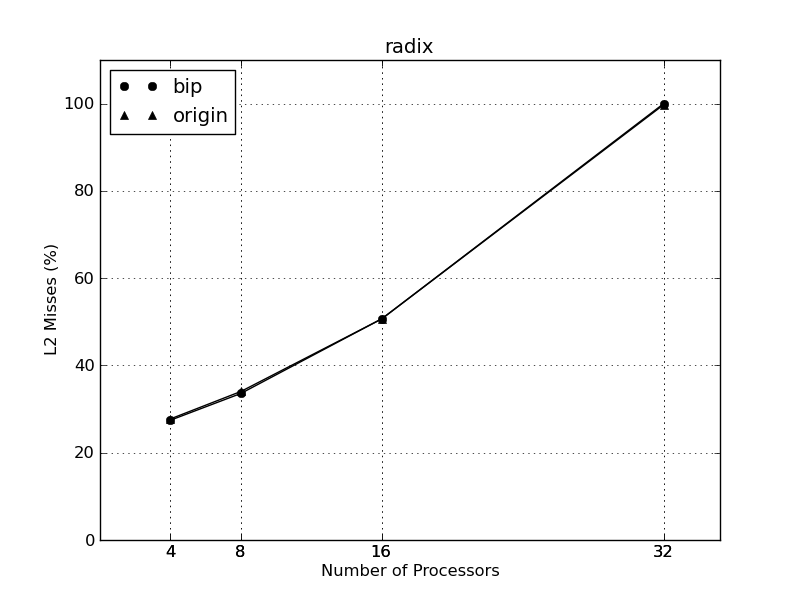 radix
bip
origin
100
80
60
40
20
0
L2 Misses (%)
4 8 16 32
Number of Processors